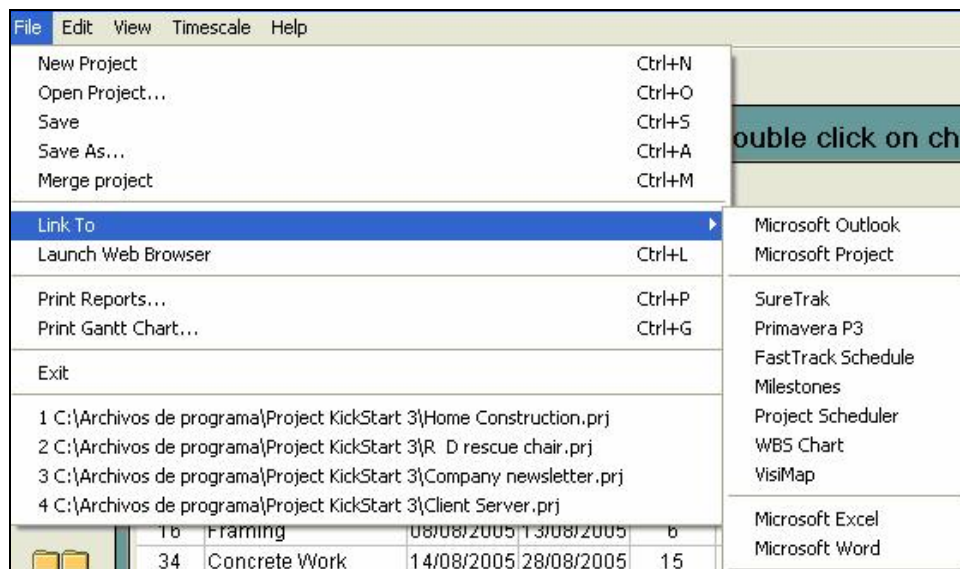 File Edit View Timescale Help
New Project Ctrl+N
Open Project... Ctrl+O
Save Ctrl+S
Save As... Ctrl+A
Merge project Ctrl+M
Link To
Launch Web Browser Ctrl+L
Print Reports... Ctrl+P
Print Gantt Chart... Ctrl+G
Exit
1 C:\Archivos de programa\Project KickStart 3\Home Construction.prj
2 C:\Archivos de programa\Project KickStart 3\R D rescue chair.prj
3 C:\Archivos de programa\Project KickStart 3\Company newsletter.prj
4 C:\Archivos de programa\Project KickStart 3\Client Server.prj
ouble click on ch
Microsoft Outlook
Microsoft Project
SureTrak
Primavera P3
FastTrack Schedule
Milestones
Project Scheduler
WBS Chart
VisiMap
Microsoft Excel
Microsoft Word
16 Framing 08/08/2005 13/08/2005 6
34 Concrete Work 14/08/2005 28/08/2005 15